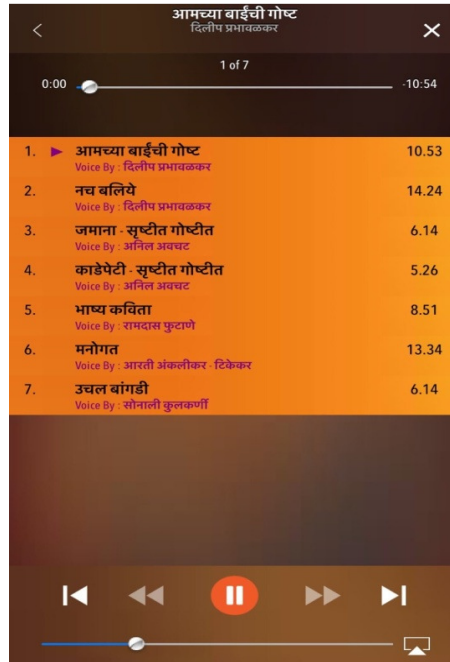 आमच्या बाईंची गोष्ट
दिलीप प्रभावळकर
1 of 7
0:00 -10:54
1. आमच्या बाईंची गोष्ट 10.53
Voice By : दिलीप प्रभावळकर
2. नच बलिये 14.24
Voice By : दिलीप प्रभावळकर
3. जमाना - सृष्टीत गोष्टीत 6.14
Voice By : अनिल अवचट
4. काडेपेटी - सृष्टीत गोष्टीत 5.26
Voice By : अनिल अवचट
5. भाष्य कविता 8.51
Voice By : रामदास फुटाणे
6. मनोगत 13.34
Voice By : आरती अंकलीकर - टिकेकर
7. उचल बांगडी 6.14
Voice By : सोनाली कुलकर्णी